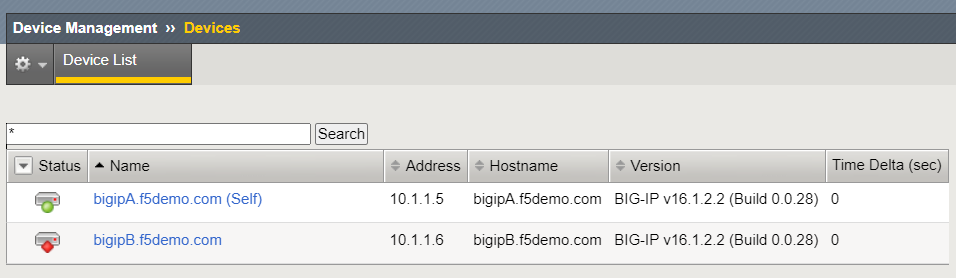 Device Management ›› Devices
Device List
*
Search
Status Name Address Hostname Version Time Delta (sec)
bigipA.f5demo.com (Self) 10.1.1.5 bigipA.f5demo.com BIG-IP v16.1.2.2 (Build 0.0.28) 0
bigipB.f5demo.com 10.1.1.6 bigipB.f5demo.com BIG-IP v16.1.2.2 (Build 0.0.28) 0